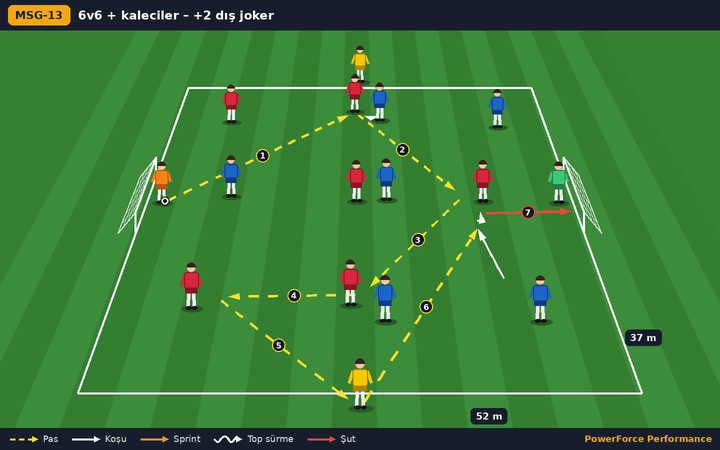 MSG-13 6v6 + kaleciler – +2 dış joker
1
2
7
3
4
6
5
37 m
52 m
Pas Koşu Sprint Top sürme Şut PowerForce Performance